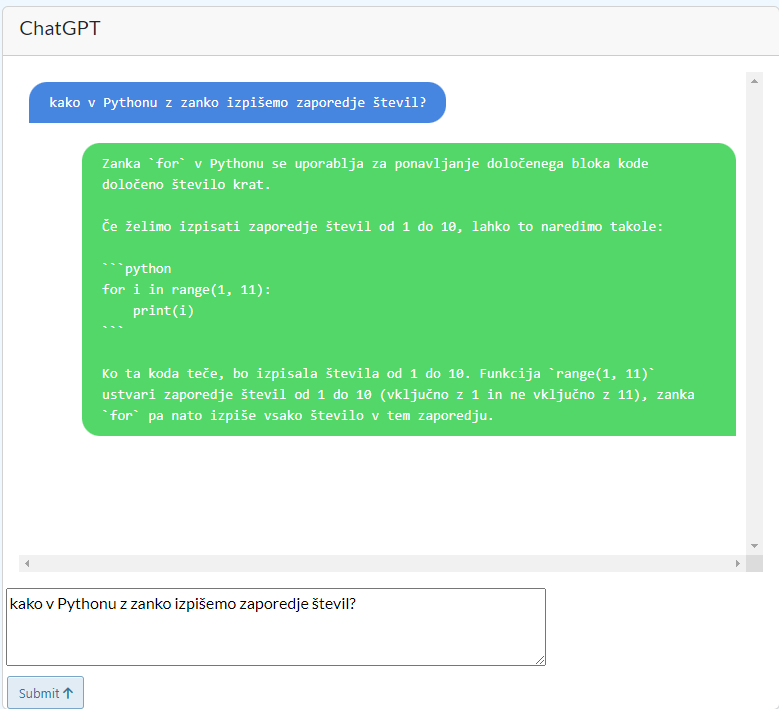 ChatGPT
kako v Pythonu z zanko izpišemo zaporedje števil?
Zanka `for` v Pythonu se uporablja za ponavljanje določenega bloka kode
določeno število krat.
Če želimo izpisati zaporedje števil od 1 do 10, lahko to naredimo takole:
```python
for i in range(1, 11):
    print(i)
```
Ko ta koda teče, bo izpisala števila od 1 do 10. Funkcija `range(1, 11)`
ustvari zaporedje števil od 1 do 10 (vključno z 1 in ne vključno z 11), zanka
`for` pa nato izpiše vsako število v tem zaporedju.
kako v Pythonu z zanko izpišemo zaporedje števil?
Submit ↑